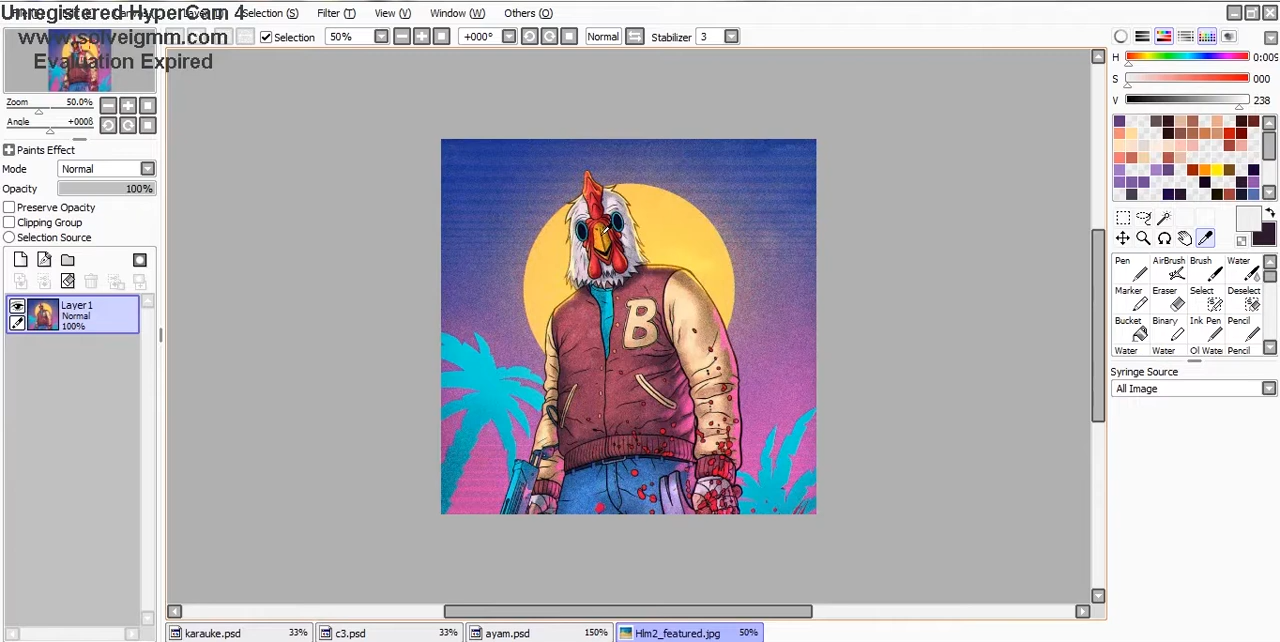 Unregistered HyperCam 4
www.solveigmm.com
Evaluation Expired
Selection (S)
Filter (T)
View (V)
Window (W)
Others (O)
Selection
50%
+000°
Normal
Stabilizer
3
Zoom
50.0%
Angle
+000ß
Paints Effect
Mode
Normal
Opacity
100%
Preserve Opacity
Clipping Group
Selection Source
Layer 1
Normal
100%
B
H
0:009
S
000
V
238
Pen
AirBrush
Brush
Water
Marker
Eraser
Select
Deselect
Bucket
Binary
Ink Pen
Pencil
Water
Water
Ol Wate
Pencil
Syringe Source
All Image
karauke.psd
33%
c3.psd
33%
ayam.psd
150%
Hlm2_featured.jpg
50%